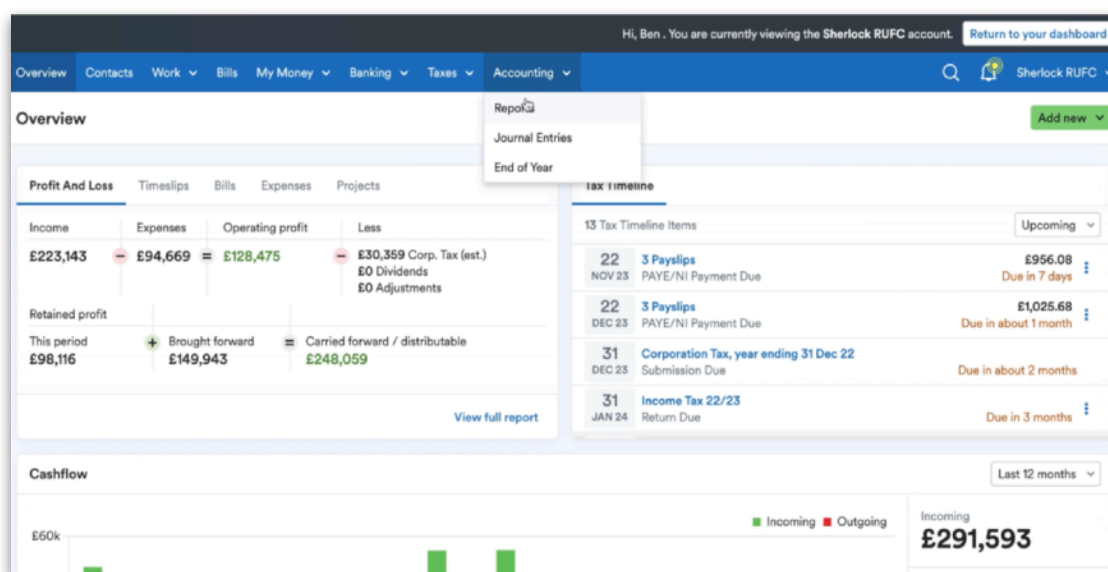 Hi, Ben . You are currently viewing the Sherlock RUFC account. Return to your dashboard
Overview Contacts Work Bills My Money Banking Taxes Accounting Sherlock RUFC
Reports
Journal Entries
End of Year
Overview
Add new
Profit And Loss Timeslips Bills Expenses Projects
Income Expenses Operating profit Less
£223,143 − £94,669 = £128,475 − £30,359 Corp. Tax (est.)
£0 Dividends
£0 Adjustments
Retained profit
This period + Brought forward = Carried forward / distributable
£98,116 £149,943 £248,059
View full report
Tax Timeline
13 Tax Timeline Items Upcoming
22 3 Payslips £956.08
NOV 23 PAYE/NI Payment Due Due in 7 days
22 3 Payslips £1,025.68
DEC 23 PAYE/NI Payment Due Due in about 1 month
31 Corporation Tax, year ending 31 Dec 22
DEC 23 Submission Due Due in about 2 months
31 Income Tax 22/23
JAN 24 Return Due Due in 3 months
Cashflow
Last 12 months
Incoming Outgoing
£60k
Incoming
£291,593